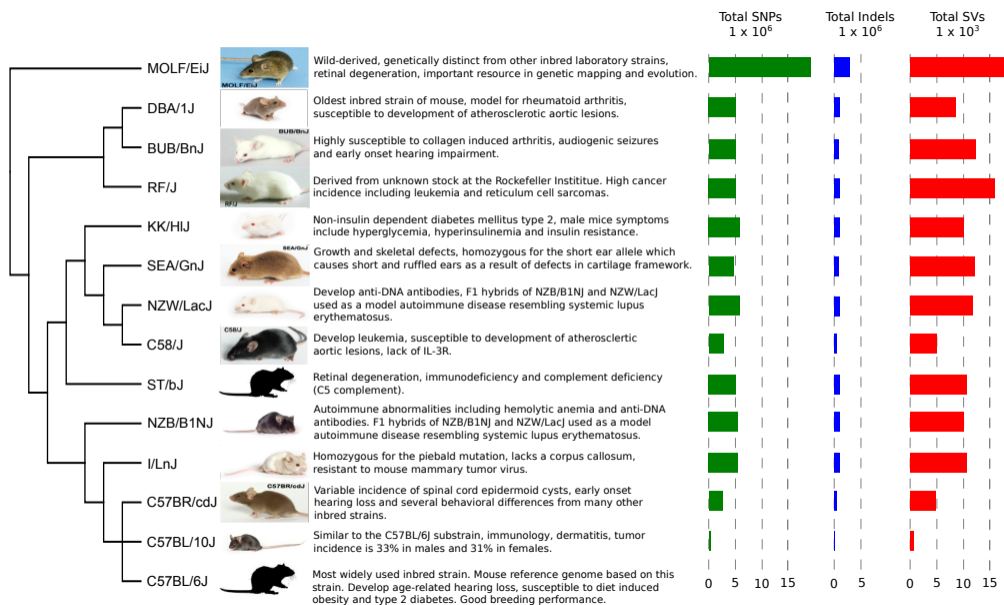 Total SNPs
1 x 10⁶
Total Indels
1 x 10⁶
Total SVs
1 x 10³
MOLF/EiJ
MOLF/EiJ
Wild-derived, genetically distinct from other inbred laboratory strains,
retinal degeneration, important resource in genetic mapping and evolution.
DBA/1J
Oldest inbred strain of mouse, model for rheumatoid arthritis,
susceptible to development of atherosclerotic aortic lesions.
BUB/BnJ
BUB/BnJ
Highly susceptible to collagen induced arthritis, audiogenic seizures
and early onset hearing impairment.
RF/J
RF/J
Derived from unknown stock at the Rockefeller Instititue. High cancer
incidence including leukemia and reticulum cell sarcomas.
KK/HIJ
Non-insulin dependent diabetes mellitus type 2, male mice symptoms
include hyperglycemia, hyperinsulinemia and insulin resistance.
SEA/GnJ
SEA/GnJ
Growth and skeletal defects, homozygous for the short ear allele which
causes short and ruffled ears as a result of defects in cartilage framework.
NZW/LacJ
Develop anti-DNA antibodies, F1 hybrids of NZB/B1NJ and NZW/LacJ
used as a model autoimmune disease resembling systemic lupus
erythematosus.
C58/J
C58/J
Develop leukemia, susceptible to development of atherosclertic
aortic lesions, lack of IL-3R.
ST/bJ
Retinal degeneration, immunodeficiency and complement deficiency
(C5 complement).
NZB/B1NJ
Autoimmune abnormalities including hemolytic anemia and anti-DNA
antibodies. F1 hybrids of NZB/B1NJ and NZW/LacJ used as a model
autoimmune disease resembling systemic lupus erythematosus.
I/LnJ
Homozygous for the piebald mutation, lacks a corpus callosum,
resistant to mouse mammary tumor virus.
C57BR/cdJ
C57BR/cdJ
Variable incidence of spinal cord epidermoid cysts, early onset
hearing loss and several behavioral differences from many other
inbred strains.
C57BL/10J
Similar to the C57BL/6J substrain, immunology, dermatitis, tumor
incidence is 33% in males and 31% in females.
C57BL/6J
Most widely used inbred strain. Mouse reference genome based on this
strain. Develop age-related hearing loss, susceptible to diet induced
obesity and type 2 diabetes. Good breeding performance.
0 5 10 15
0 5
0 5 10 15